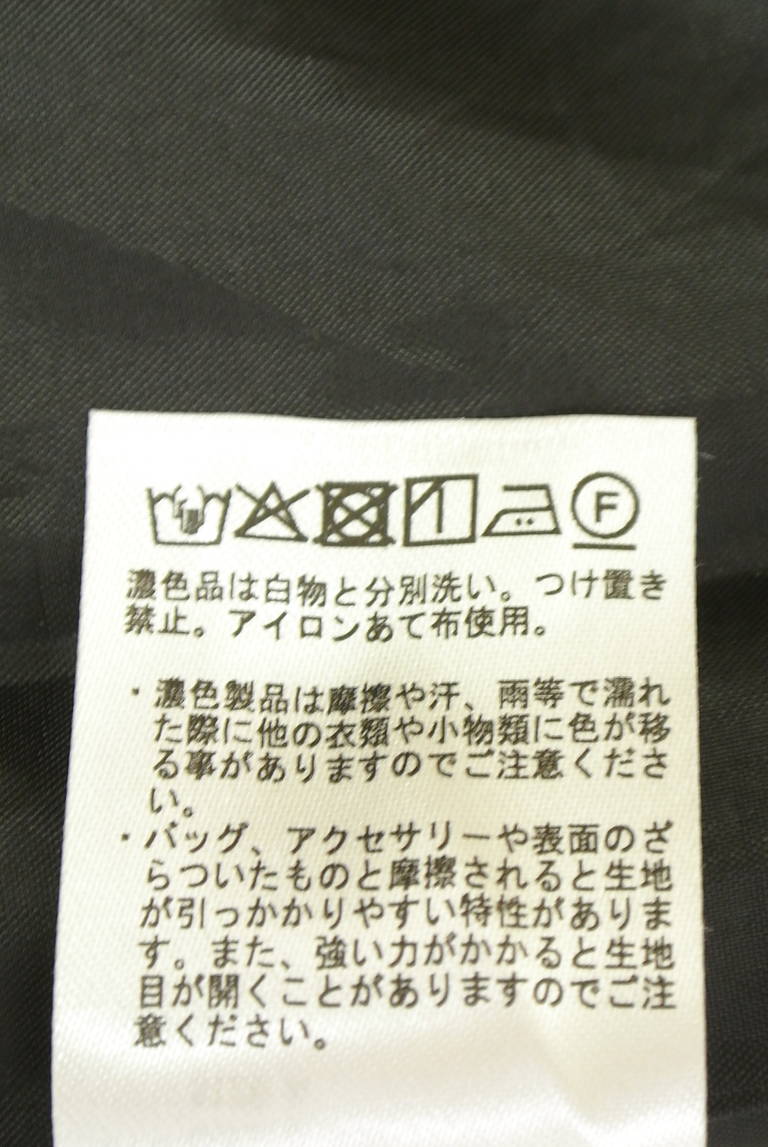 F
濃色品は白物と分別洗い。つけ置き
禁止。アイロンあて布使用。
・濃色製品は摩擦や汗、雨等で濡れ
た際に他の衣類や小物類に色が移
る事がありますのでご注意くださ
い。
・バッグ、アクセサリーや表面のざ
らついたものと摩擦されると生地
が引っかかりやすい特性がありま
す。また、強い力がかかると生地
目が開くことがありますのでご注
意ください。